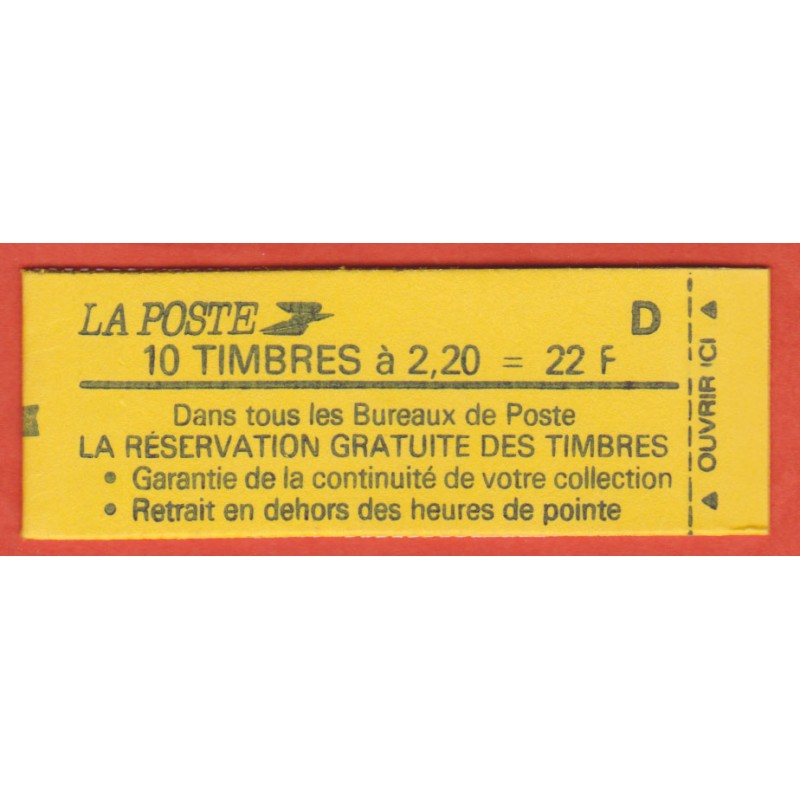 LA POSTE
D
10 TIMBRES à 2,20 = 22 F
Dans tous les Bureaux de Poste
LA RÉSERVATION GRATUITE DES TIMBRES
• Garantie de la continuité de votre collection
• Retrait en dehors des heures de pointe
▲ OUVRIR ICI ▲